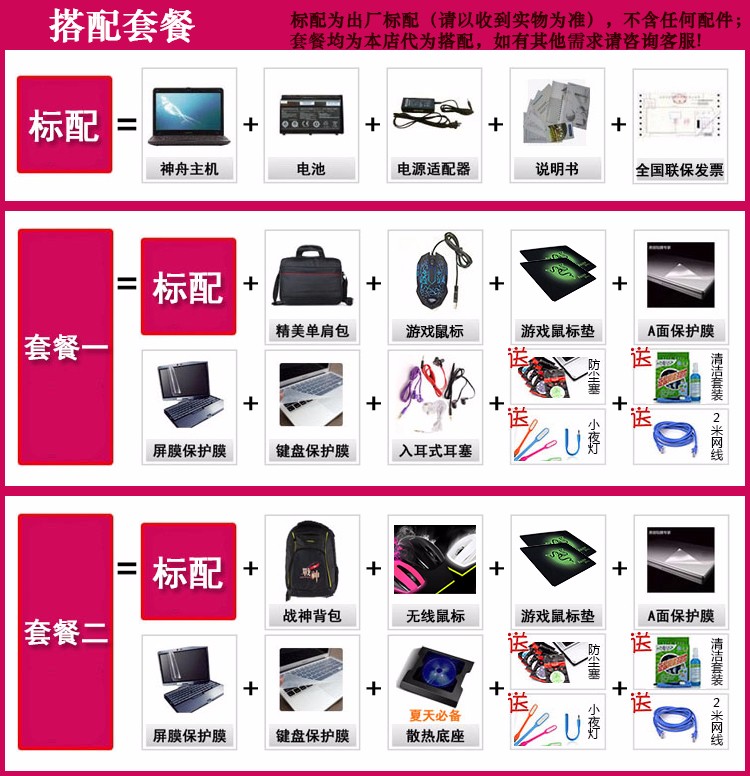 搭配套餐
标配为出厂标配（请以收到实物为准），不含任何配件；
套餐均为本店代为搭配，如有其他需求请咨询客服！
标配
=
+
+
+
+
神舟主机
电池
电源适配器
说明书
全国联保发票
套餐一
=
标配
+
+
+
+
精美单肩包
游戏鼠标
游戏鼠标垫
A面保护膜
+
+
+
+
屏膜保护膜
键盘保护膜
入耳式耳塞
送
防尘塞
送
小夜灯
送
清洁套装
送
2米网线
套餐二
=
标配
+
+
+
+
战神背包
无线鼠标
游戏鼠标垫
A面保护膜
+
+
+
+
屏膜保护膜
键盘保护膜
夏天必备
散热底座
送
防尘塞
送
小夜灯
送
清洁套装
送
2米网线